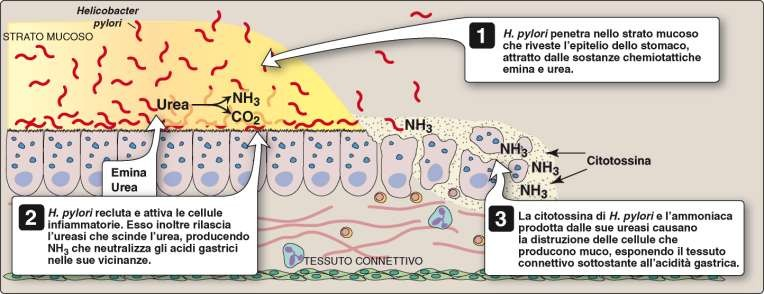 Helicobacter
pylori
STRATO MUCOSO
1
H. pylori penetra nello strato mucoso
che riveste l'epitelio dello stomaco,
attratto dalle sostanze chemiotattiche
emina e urea.
Urea
NH3
CO2
NH3
NH3
NH3
NH3
Citotossina
Emina
Urea
2
H. pylori recluta e attiva le cellule
infiammatorie. Esso inoltre rilascia
l'ureasi che scinde l'urea, producendo
NH3 che neutralizza gli acidi gastrici
nelle sue vicinanze.
3
La citotossina di H. pylori e l'ammoniaca
prodotta dalle sue ureasi causano
la distruzione delle cellule che
producono muco, esponendo il tessuto
connettivo sottostante all'acidità gastrica.
TESSUTO CONNETTIVO